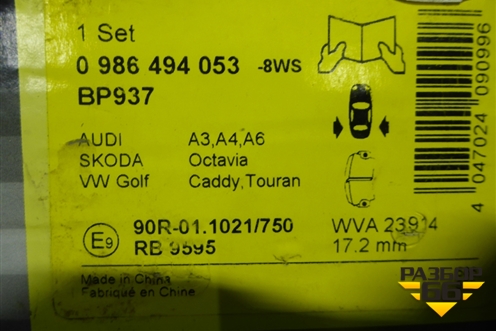 1 Set
0 986 494 053 -8WS
BP937
AUDI A3,A4,A6
SKODA Octavia
VW Golf Caddy,Touran
E9 90R-01.1021/750 WVA 23914
RB 9595 17.2 mm
Made in China
Fabriqué en Chine
4 047024 090996
РАЗБОР
66